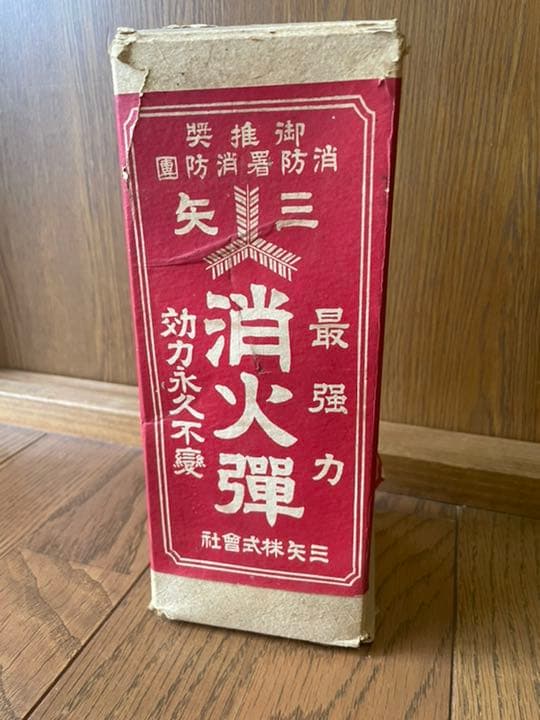 御推奬
消防署消防團
三矢
最强力
消火彈
効力永久不變
三矢株式會社